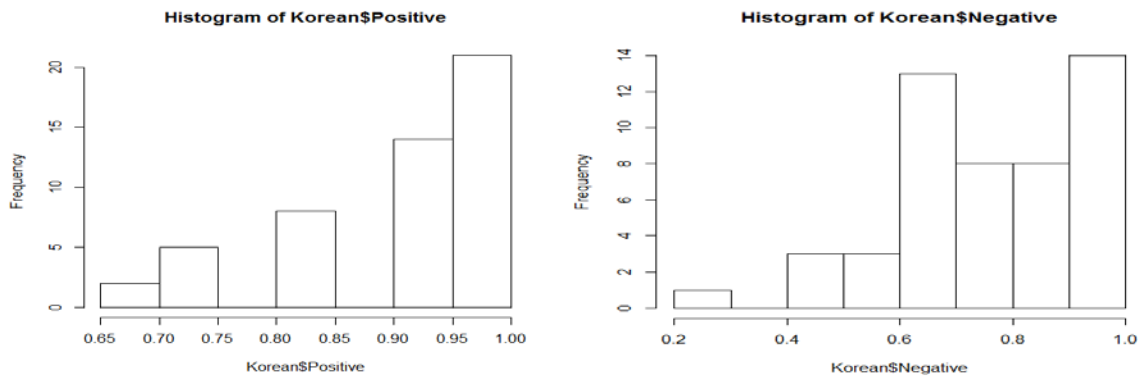 Histogram of Korean$Positive
Frequency
20
15
10
5
0
0.65 0.70 0.75 0.80 0.85 0.90 0.95 1.00
Korean$Positive
Histogram of Korean$Negative
Frequency
14
12
10
8
6
4
2
0
0.2 0.4 0.6 0.8 1.0
Korean$Negative